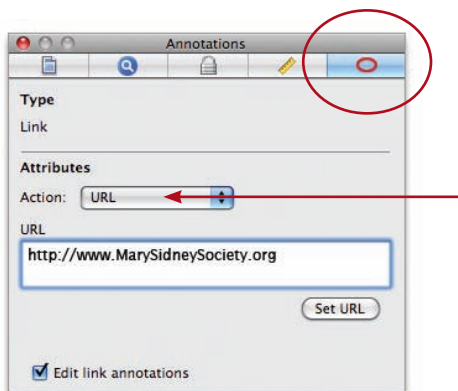 Annotations
Type
Link
Attributes
Action: URL
URL
http://www.MarySidneySociety.org
Set URL
Edit link annotations